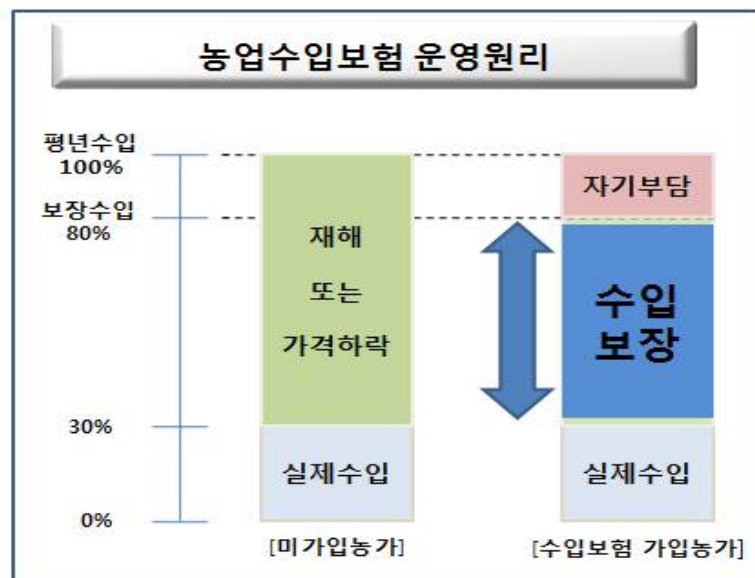 농업수입보험 운영원리
평년수입
100%
보장수입
80%
30%
0%
재해
또는
가격하락
실제수입
[미가입농가]
자기부담
수입
보장
실제수입
[수입보험 가입농가]